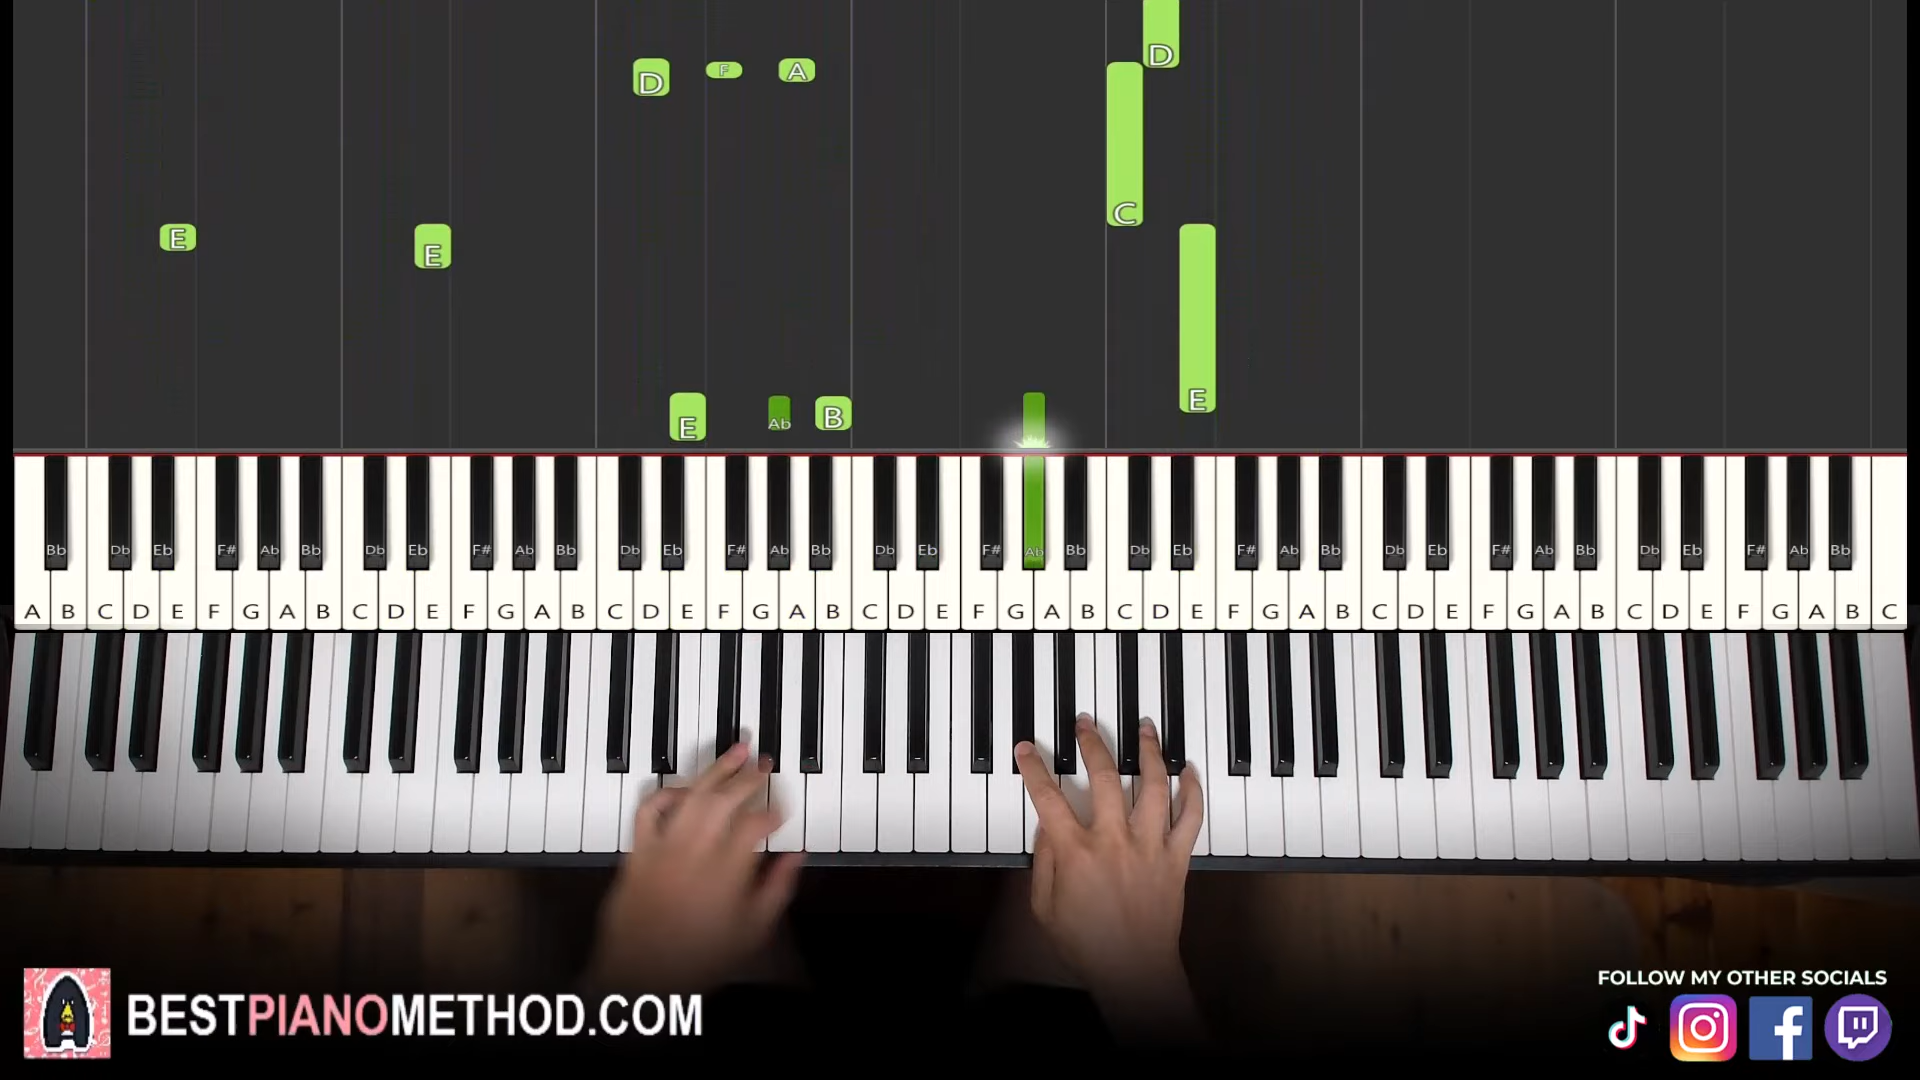 D
D F A
C
E E
E
E Ab B
Bb Db Eb F# Ab Bb Db Eb F# Ab Bb Db Eb F# Ab Bb Db Eb F# Ab Bb Db Eb F# Ab Bb Db Eb F# Ab Bb Db Eb F# Ab Bb
A B C D E F G A B C D E F G A B C D E F G A B C D E F G A B C D E F G A B C D E F G A B C D E F G A B C
FOLLOW MY OTHER SOCIALS
BESTPIANOMETHOD.COM